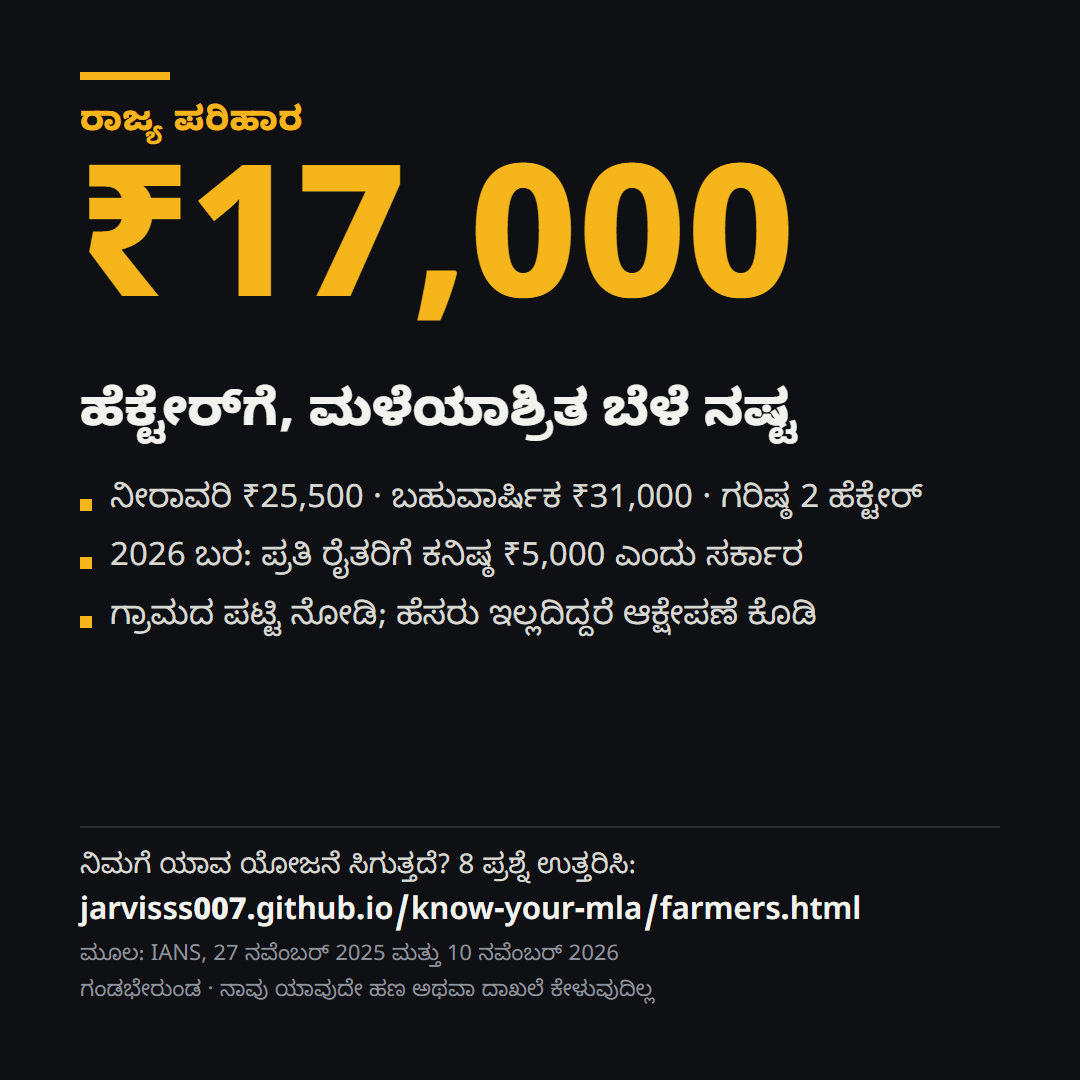 ರಾಜ್ಯ ಪರಿಹಾರ
₹17,000
ಹೆಕ್ಟೇರ್‌ಗೆ, ಮಳೆಯಾಶ್ರಿತ ಬೆಳೆ ನಷ್ಟ
ನೀರಾವರಿ ₹25,500 · ಬಹುವಾರ್ಷಿಕ ₹31,000 · ಗರಿಷ್ಠ 2 ಹೆಕ್ಟೇರ್
2026 ಬರ: ಪ್ರತಿ ರೈತರಿಗೆ ಕನಿಷ್ಠ ₹5,000 ಎಂದು ಸರ್ಕಾರ
ಗ್ರಾಮದ ಪಟ್ಟಿ ನೋಡಿ; ಹೆಸರು ಇಲ್ಲದಿದ್ದರೆ ಆಕ್ಷೇಪಣೆ ಕೊಡಿ
ನಿಮಗೆ ಯಾವ ಯೋಜನೆ ಸಿಗುತ್ತದೆ? 8 ಪ್ರಶ್ನೆ ಉತ್ತರಿಸಿ:
jarvisss007.github.io/know-your-mla/farmers.html
ಮೂಲ: IANS, 27 ನವೆಂಬರ್ 2025 ಮತ್ತು 10 ನವೆಂಬರ್ 2026
ಗಂಡಭೇರುಂಡ · ನಾವು ಯಾವುದೇ ಹಣ ಅಥವಾ ದಾಖಲೆ ಕೇಳುವುದಿಲ್ಲ